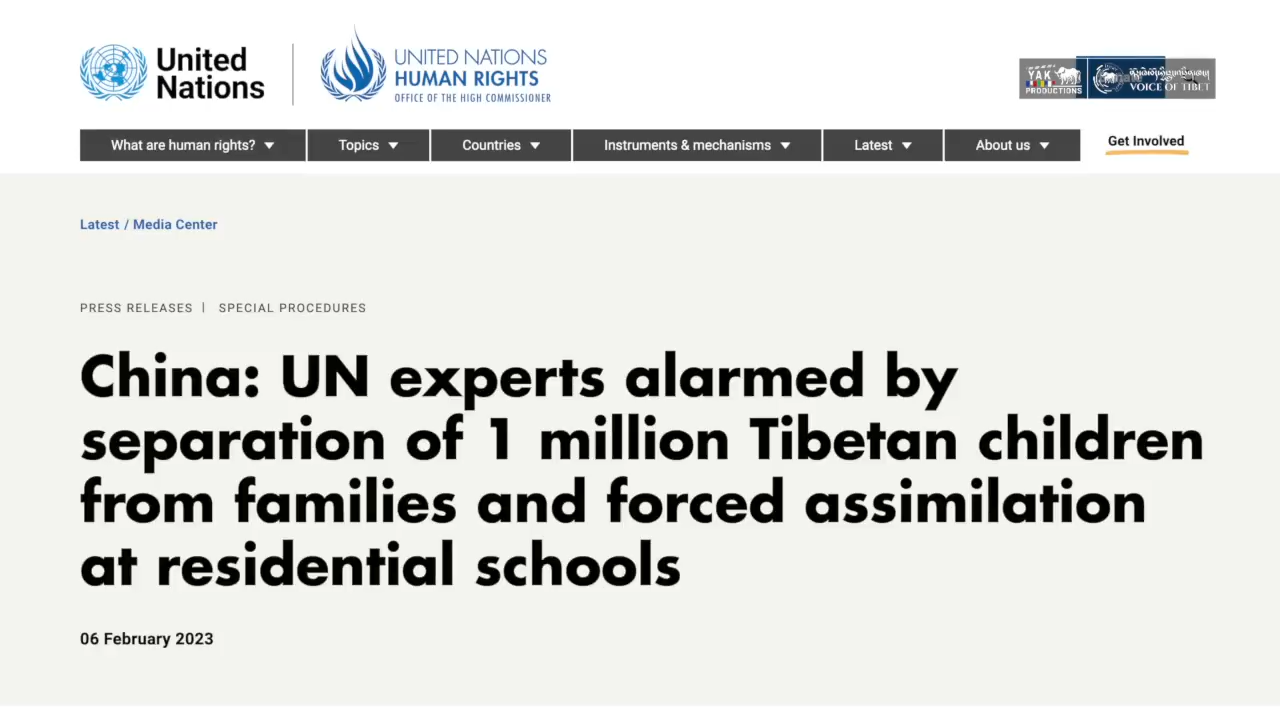 United
Nations
UNITED NATIONS
HUMAN RIGHTS
OFFICE OF THE HIGH COMMISSIONER
YAK
PRODUCTIONS
VOICE OF TIBET
What are human rights?
Topics
Countries
Instruments & mechanisms
Latest
About us
Get Involved
Latest / Media Center
PRESS RELEASES | SPECIAL PROCEDURES
China: UN experts alarmed by
separation of 1 million Tibetan children
from families and forced assimilation
at residential schools
06 February 2023